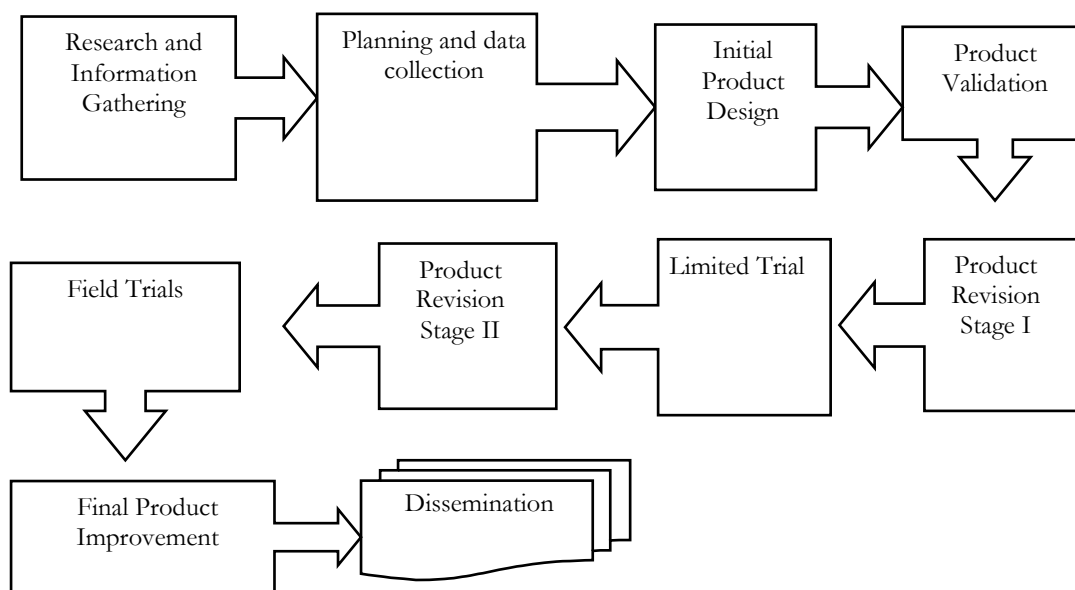 Research and
Information
Gathering
Planning and data
collection
Initial
Product
Design
Product
Validation
Product
Revision
Stage I
Limited Trial
Product
Revision
Stage II
Field Trials
Final Product
Improvement
Dissemination